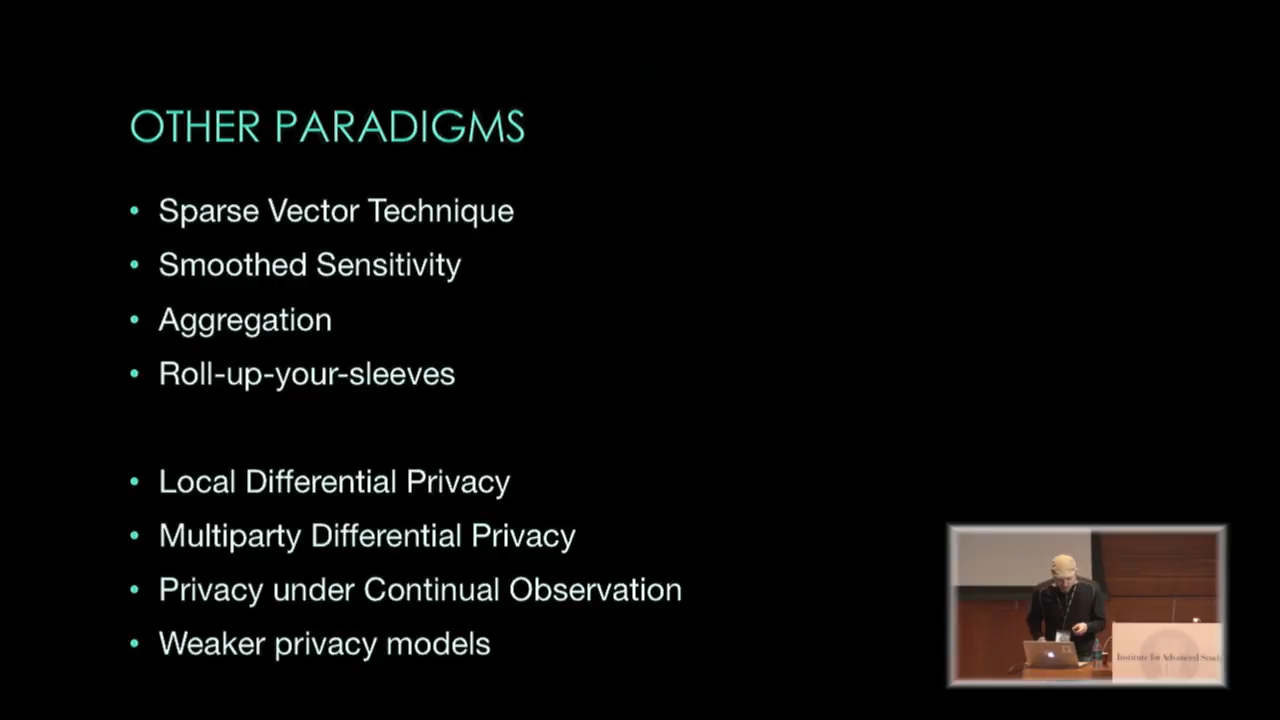 OTHER PARADIGMS
• Sparse Vector Technique
• Smoothed Sensitivity
• Aggregation
• Roll-up-your-sleeves
• Local Differential Privacy
• Multiparty Differential Privacy
• Privacy under Continual Observation
• Weaker privacy models
Institute for Advanced